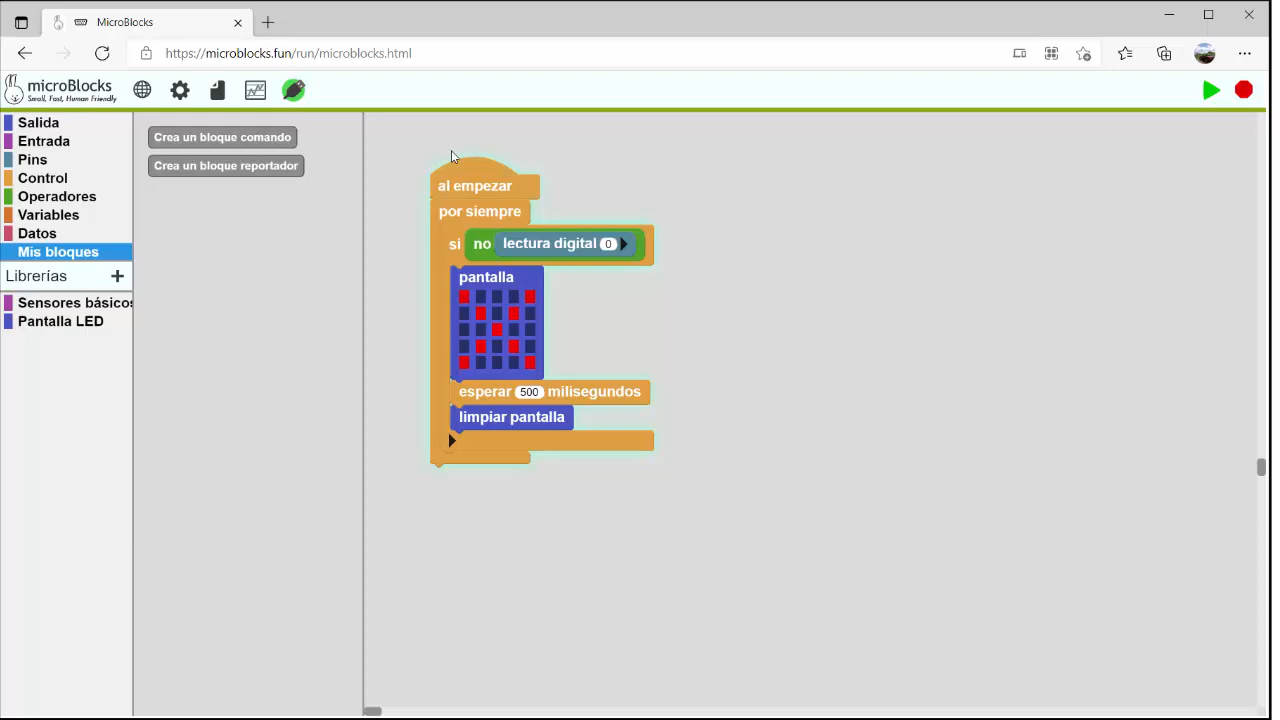 MicroBlocks
https://microblocks.fun/run/microblocks.html
microBlocks
Small, Fast, Human Friendly
Salida
Entrada
Pins
Control
Operadores
Variables
Datos
Mis bloques
Librerías +
Sensores básicos
Pantalla LED
Crea un bloque comando
Crea un bloque reportador
al empezar
por siempre
si no lectura digital 0
pantalla
esperar 500 milisegundos
limpiar pantalla